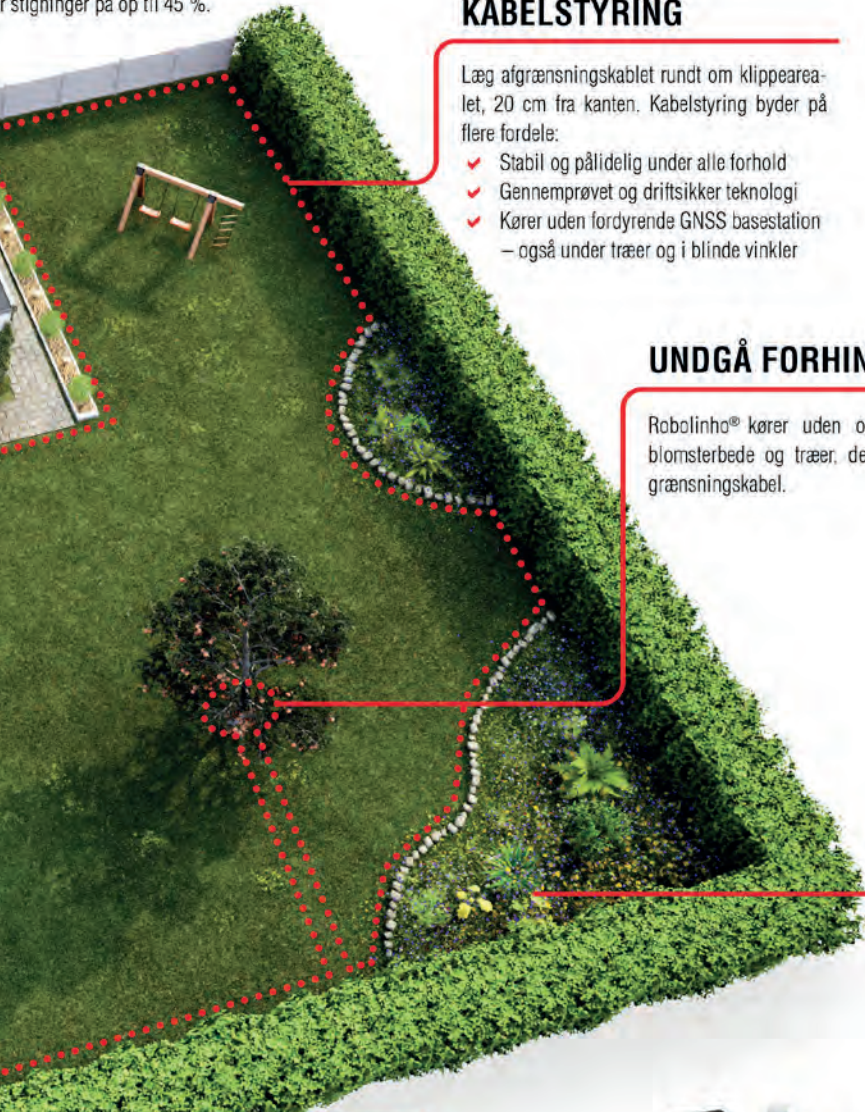 stigninger på op til 45 %.
KABELSTYRING
Læg afgrænsningskablet rundt om klippearea-
let, 20 cm fra kanten. Kabelstyring byder på
flere fordele:
Stabil og pålidelig under alle forhold
Gennemprøvet og driftsikker teknologi
Kører uden fordyrende GNSS basestation
– også under træer og i blinde vinkler
UNDGÅ FORHIN
Robolinho® kører uden o
blomsterbede og træer, de
grænsningskabel.